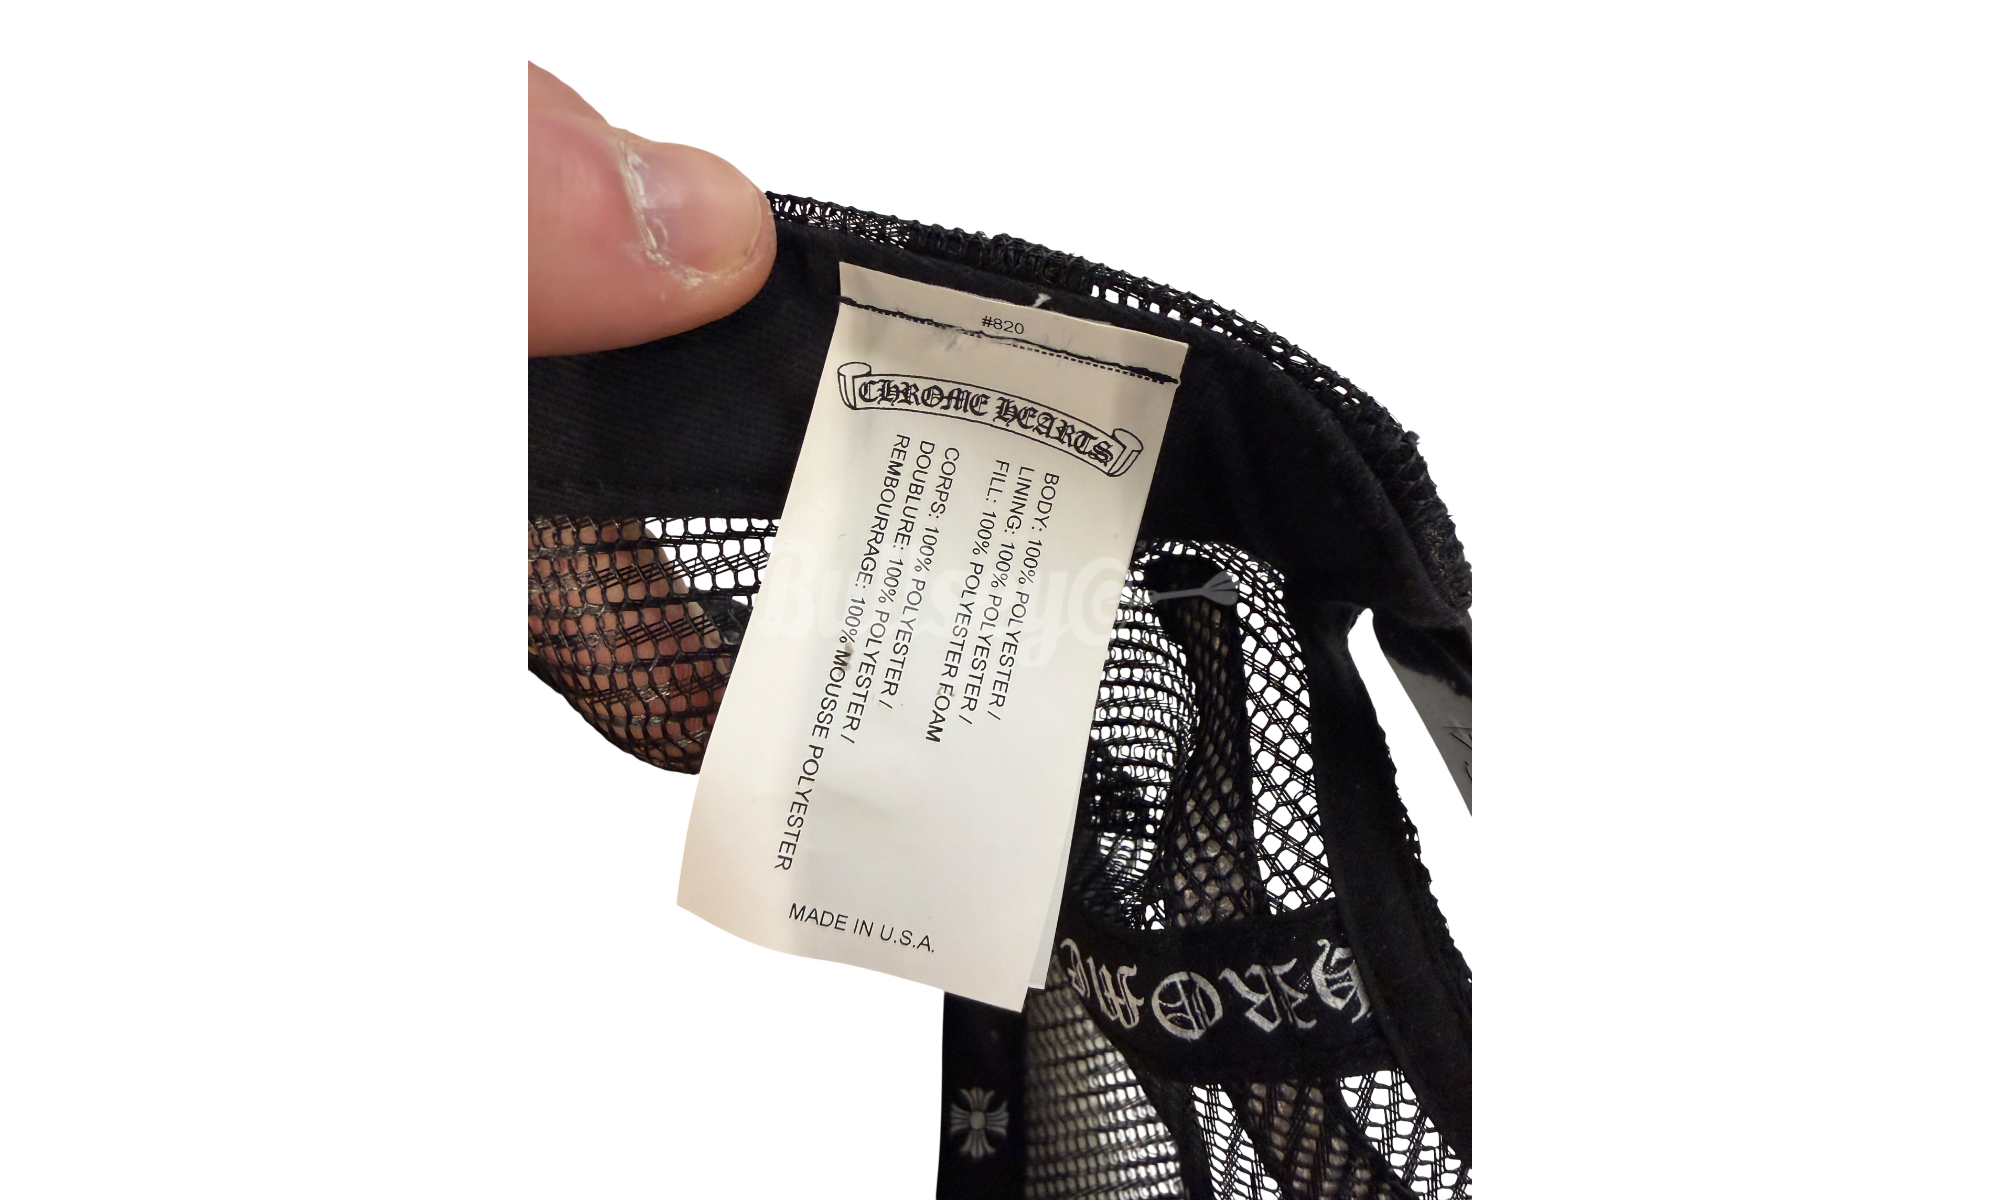 #820
CHROME HEARTS
BODY: 100% POLYESTER /
LINING: 100% POLYESTER /
FILL: 100% POLYESTER FOAM
CORPS: 100% POLYESTER /
DOUBLURE: 100% POLYESTER /
REMBOURRAGE: 100% MOUSSE POLYESTER
MADE IN U.S.A.
HROME